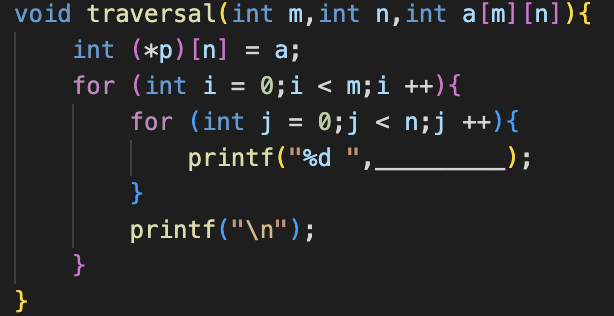 void traversal(int m,int n,int a[m][n]){
int (*p)[n] = a;
for (int i = 0;i < m;i ++){
for (int j = 0;j < n;j ++){
printf("%d ",_________);
}
printf("\n");
}
}